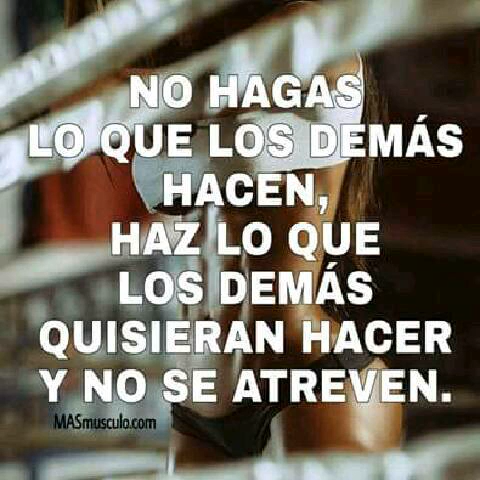 NO HAGAS
LO QUE LOS DEMÁS
HACEN,
HAZ LO QUE
LOS DEMÁS
QUISIERAN HACER
Y NO SE ATREVEN.
MASmusculo.com